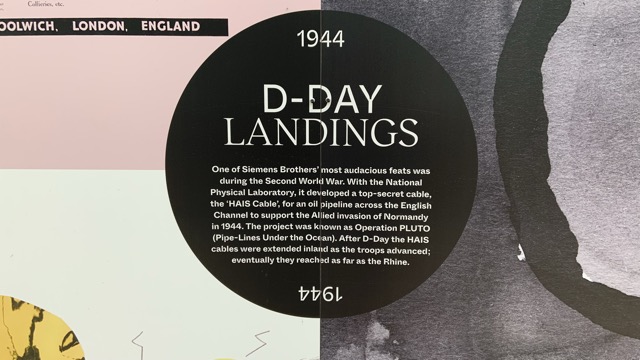 Collieries, etc.
OOLWICH, LONDON, ENGLAND
1944
D-DAY
LANDINGS
One of Siemens Brothers' most audacious feats was
during the Second World War. With the National
Physical Laboratory, it developed a top-secret cable,
the 'HAIS Cable', for an oil pipeline across the English
Channel to support the Allied invasion of Normandy
in 1944. The project was known as Operation PLUTO
(Pipe-Lines Under the Ocean). After D-Day the HAIS
cables were extended inland as the troops advanced;
eventually they reached as far as the Rhine.
1944